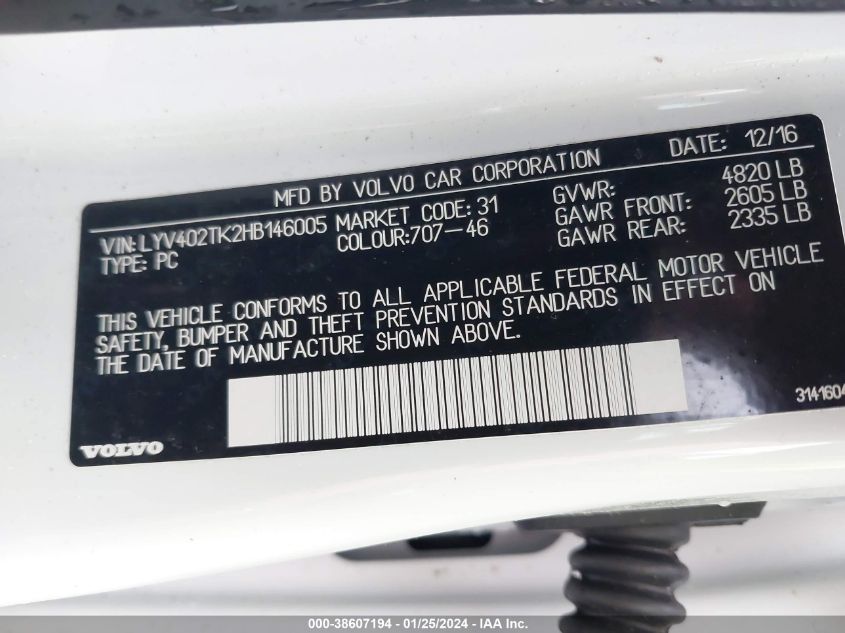 MFD BY VOLVO CAR CORPORATION DATE: 12/16
VIN:LYV402TK2HB146005 MARKET CODE: 31 GVWR: 4820 LB
TYPE: PC COLOUR:707-46 GAWR FRONT: 2605 LB
GAWR REAR: 2335 LB
THIS VEHICLE CONFORMS TO ALL APPLICABLE FEDERAL MOTOR VEHICLE
SAFETY, BUMPER AND THEFT PREVENTION STANDARDS IN EFFECT ON
THE DATE OF MANUFACTURE SHOWN ABOVE.
3141604
VOLVO
000-38607194 - 01/25/2024 - IAA Inc.